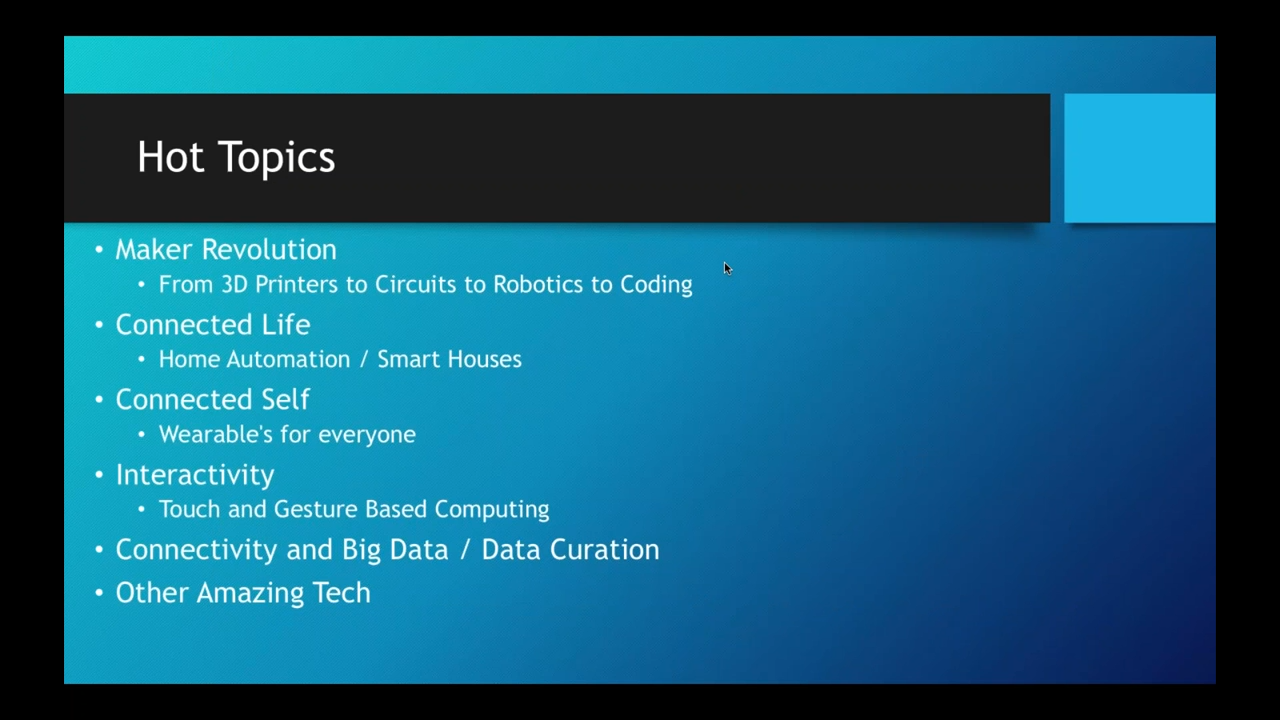 Hot Topics
• Maker Revolution
• From 3D Printers to Circuits to Robotics to Coding
• Connected Life
• Home Automation / Smart Houses
• Connected Self
• Wearable's for everyone
• Interactivity
• Touch and Gesture Based Computing
• Connectivity and Big Data / Data Curation
• Other Amazing Tech